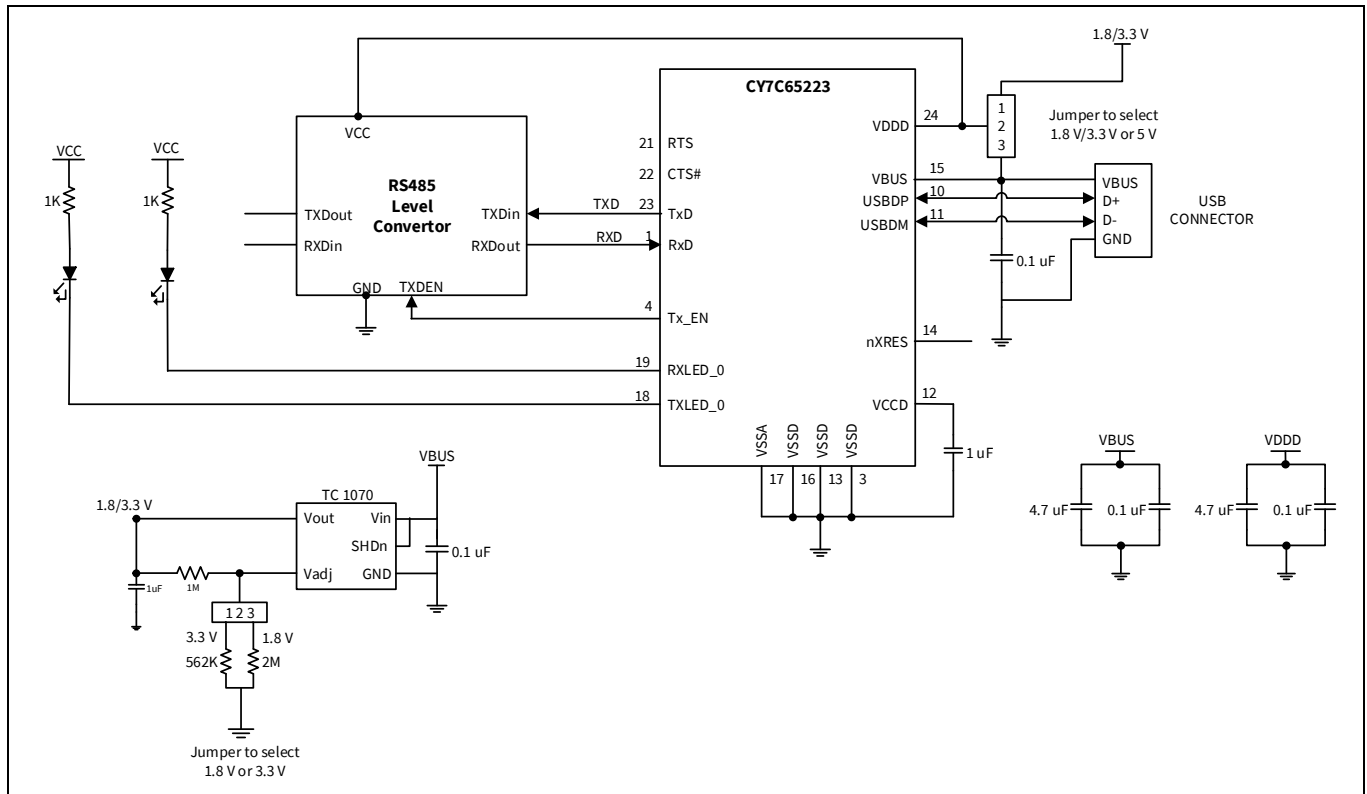 1.8/3.3 V
CY7C65223
VCC
RS485
Level
Convertor
TXDout
RXDin
TXDin
RXDout
GND
TXDEN
TXD
RXD
21
RTS
22
CTS#
23
TxD
1
RxD
4
Tx_EN
19
RXLED_0
18
TXLED_0
VDDD
24
VBUS
15
USBDP
10
USBDM
11
nXRES
14
VCCD
12
VSSA
VSSD
VSSD
VSSD
17
16
13
3
1
2
3
Jumper to select
1.8 V/3.3 V or 5 V
VBUS
D+
D-
GND
USB
CONNECTOR
0.1 uF
1 uF
VCC
VCC
1K
1K
VBUS
TC 1070
1.8/3.3 V
Vout
Vin
SHDn
Vadj
GND
0.1 uF
1uF
1M
1 2 3
3.3 V
1.8 V
562K
2M
Jumper to select
1.8 V or 3.3 V
VBUS
4.7 uF
0.1 uF
VDDD
4.7 uF
0.1 uF